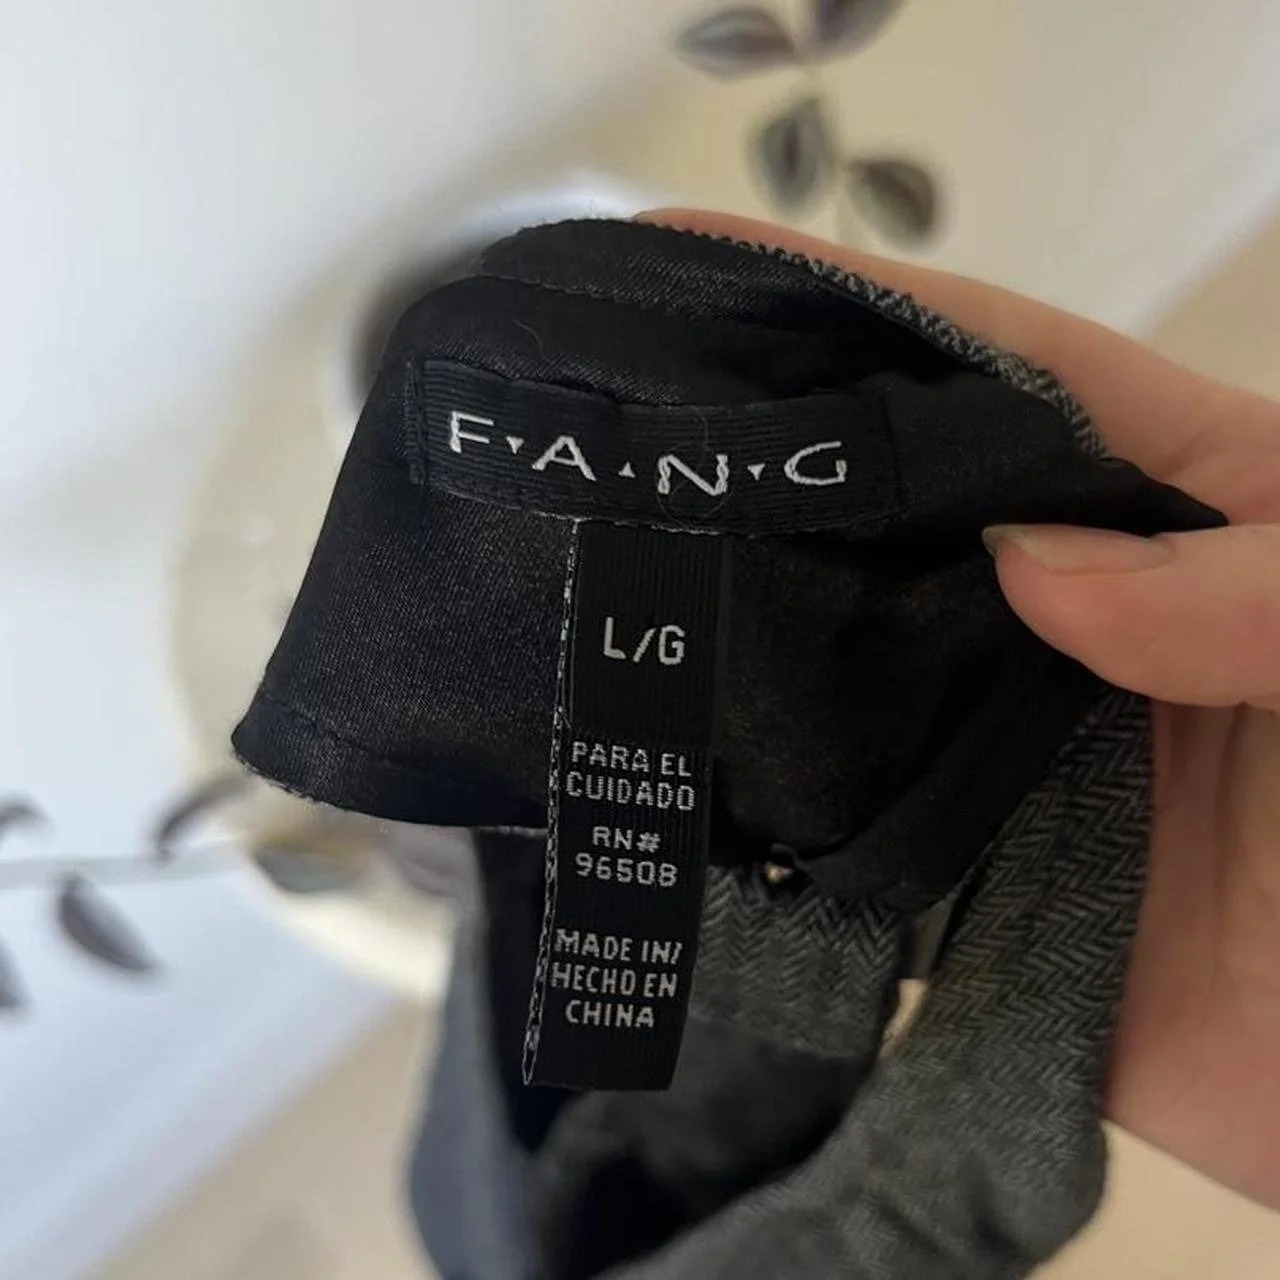 F▾A▴N▾G
L/G
PARA EL
CUIDADO
RN#
96508
MADE IN/
HECHO EN
CHINA